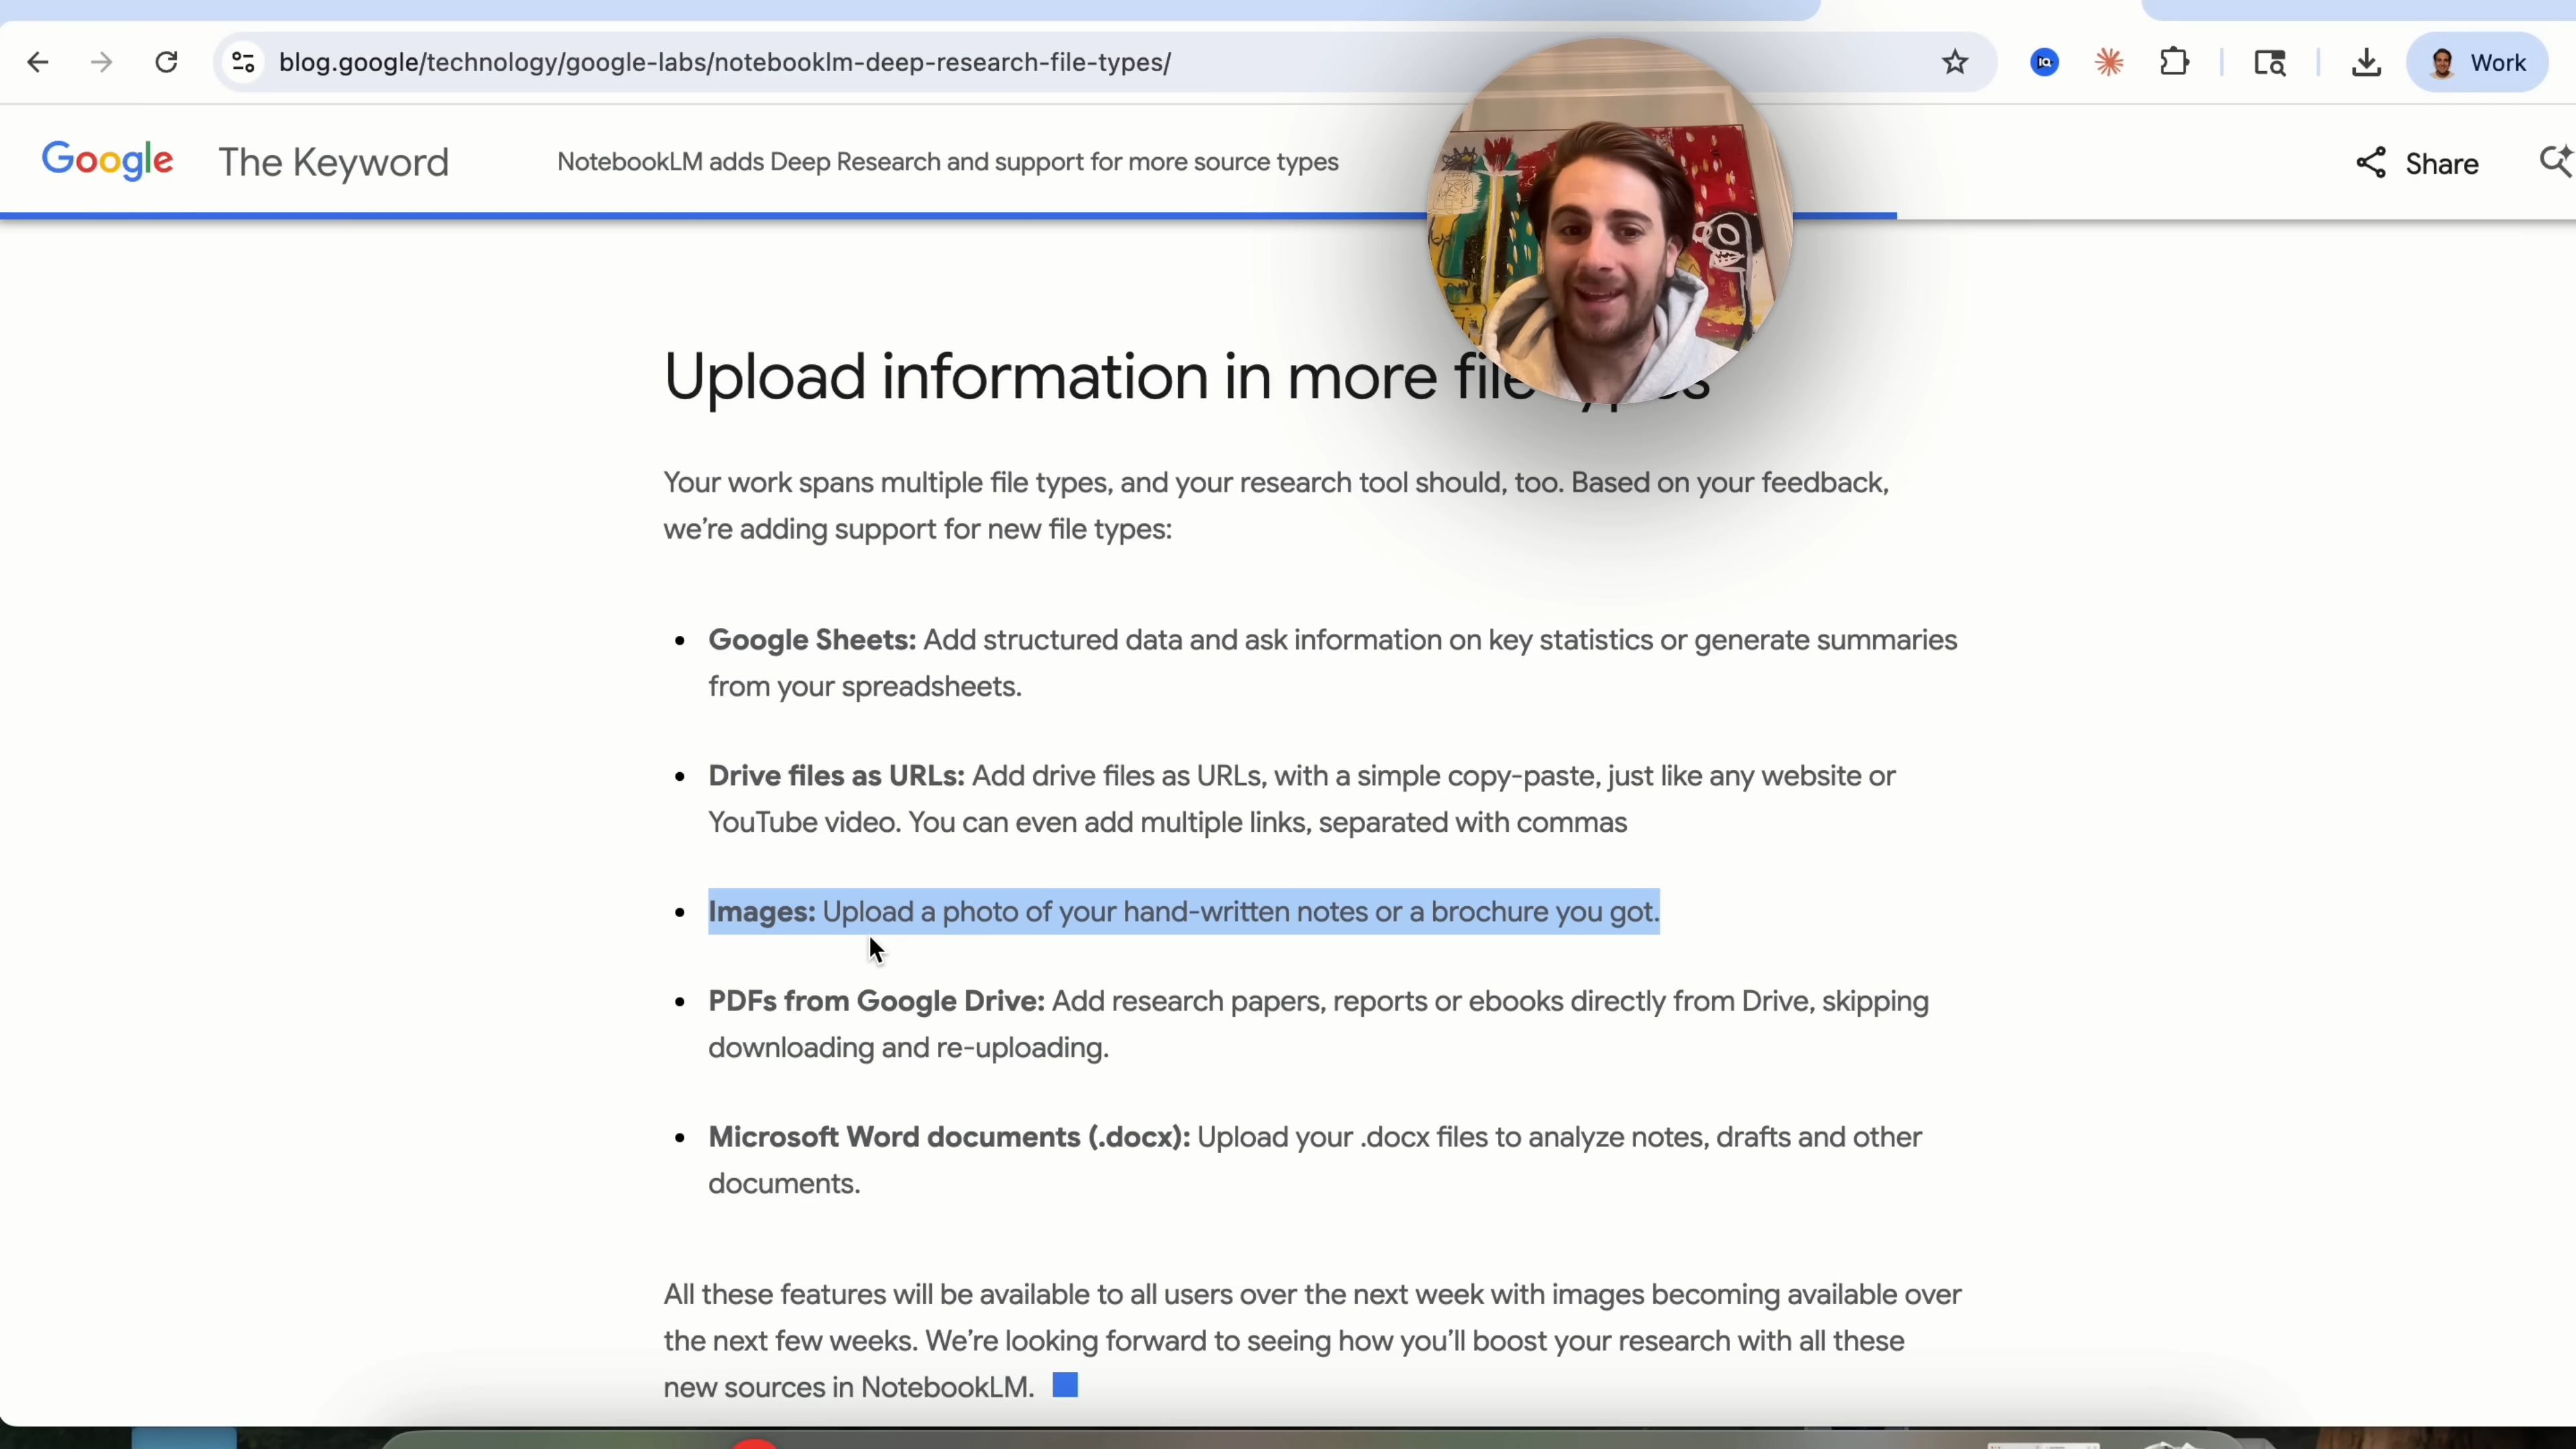 blog.google/technology/google-labs/notebooklm-deep-research-file-types/
Work
Google The Keyword
NotebookLM adds Deep Research and support for more source types
Share
Upload information in more
Your work spans multiple file types, and your research tool should, too. Based on your feedback,
we’re adding support for new file types:
• Google Sheets: Add structured data and ask information on key statistics or generate summaries
from your spreadsheets.
• Drive files as URLs: Add drive files as URLs, with a simple copy-paste, just like any website or
YouTube video. You can even add multiple links, separated with commas
• Images: Upload a photo of your hand-written notes or a brochure you got.
• PDFs from Google Drive: Add research papers, reports or ebooks directly from Drive, skipping
downloading and re-uploading.
• Microsoft Word documents (.docx): Upload your .docx files to analyze notes, drafts and other
documents.
All these features will be available to all users over the next week with images becoming available over
the next few weeks. We’re looking forward to seeing how you’ll boost your research with all these
new sources in NotebookLM.